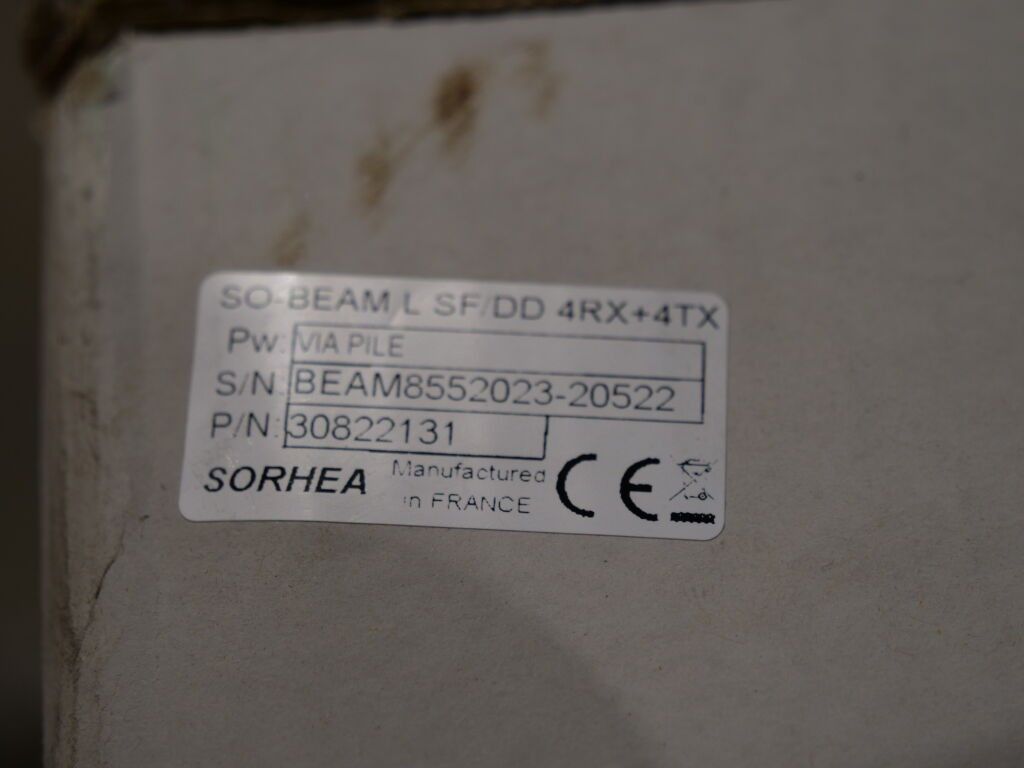 SO-BEAM L SF/DD 4RX+4TX
Pw: VIA PILE
S/N: BEAM8552023-20522
P/N: 30822131
SORHEA Manufactured in FRANCE CE